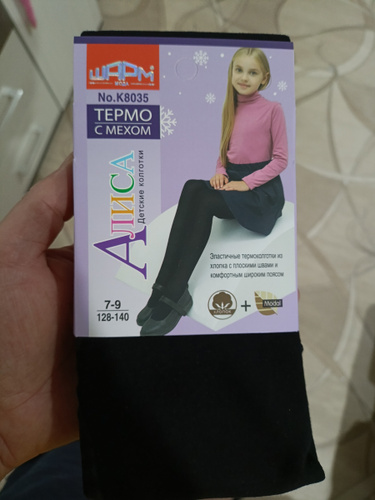 ШАРМ®
МОДА
No.K8035
ТЕРМО
С МЕХОМ
АЛИСА
Детские колготки
Эластичные термоколготки из
хлопка с плоскими швами и
комфортным широким поясом
ХЛОПОК + Modal
7-9
128-140